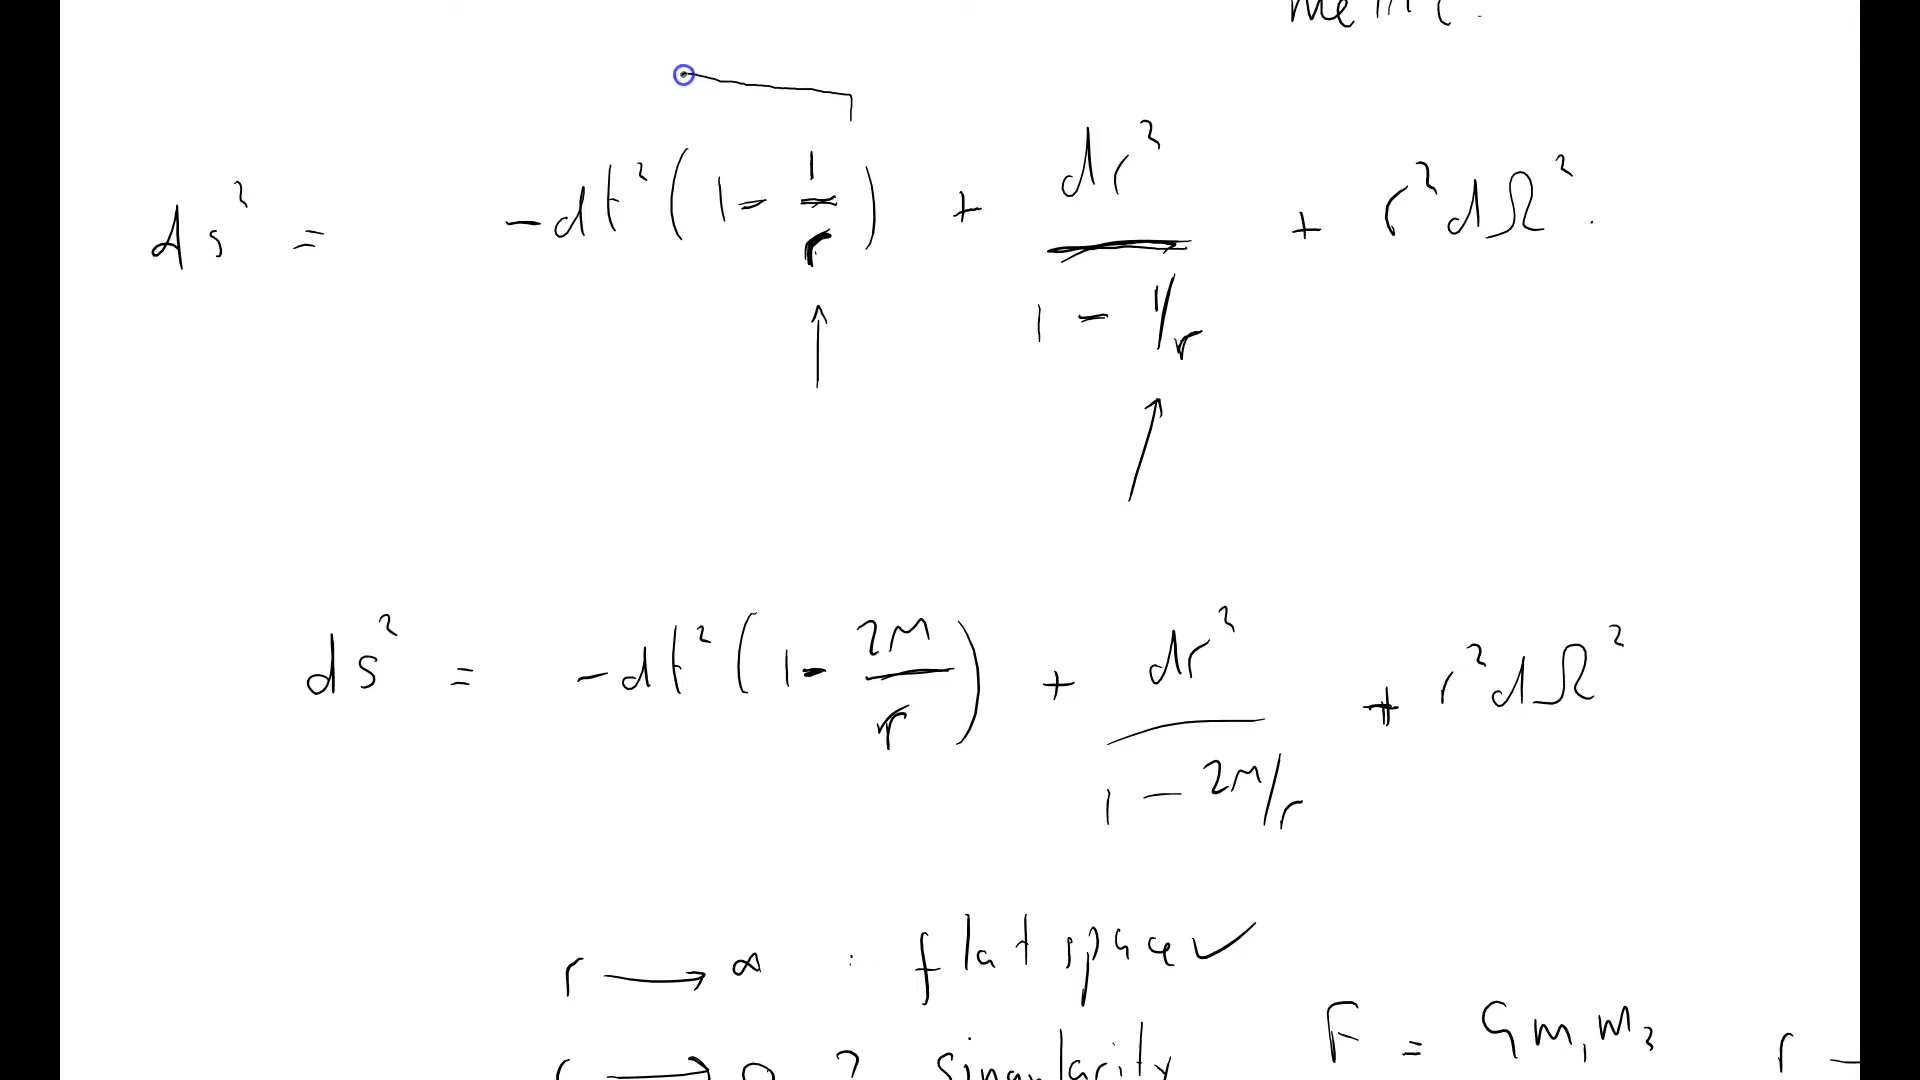 metric.
ds² = -dt² (1 - 1/r) + dr²/(1 - 1/r) + r²dΩ².
ds² = -dt² (1 - 2M/r) + dr²/(1 - 2M/r) + r²dΩ²
r → ∞ : flat space ✓
r → 0 ? singularity
F = Gm₁m₂
r –